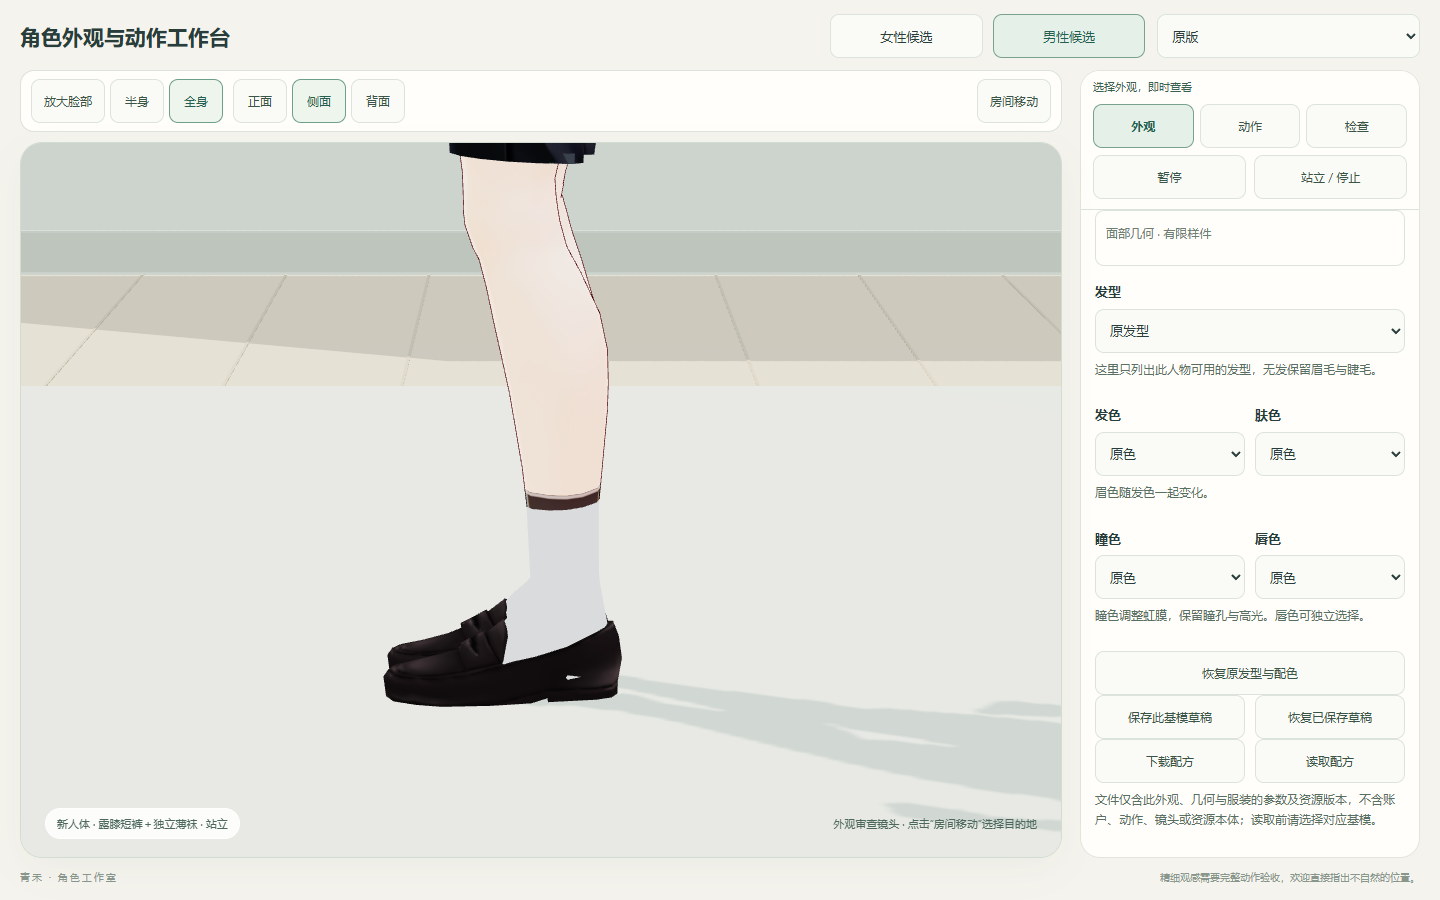 角色外观与动作工作台
女性候选
男性候选
原版
放大脸部
半身
全身
正面
侧面
背面
房间移动
选择外观，即时查看
外观
动作
检查
暂停
站立 / 停止
面部几何 · 有限样件
发型
原发型
这里只列出此人物可用的发型，无发保留眉毛与睫毛。
发色
肤色
原色
原色
眉色随发色一起变化。
瞳色
唇色
原色
原色
瞳色调整虹膜，保留瞳孔与高光。唇色可独立选择。
恢复原发型与配色
保存此基模草稿
恢复已保存草稿
下载配方
读取配方
文件仅含此外观、几何与服装的参数及资源版本，不含账
户、动作、镜头或资源本体；读取前请选择对应基模。
新人体 · 露膝短裤 + 独立薄袜 · 站立
外观审查镜头 · 点击“房间移动”选择目的地
青禾 · 角色工作室
精细观感需要完整动作验收，欢迎直接指出不自然的位置。